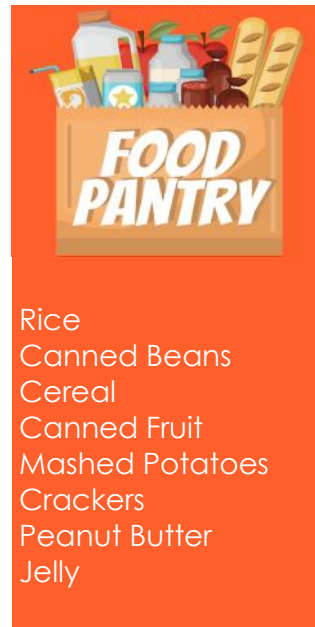 FOOD
PANTRY
Rice
Canned Beans
Cereal
Canned Fruit
Mashed Potatoes
Crackers
Peanut Butter
Jelly